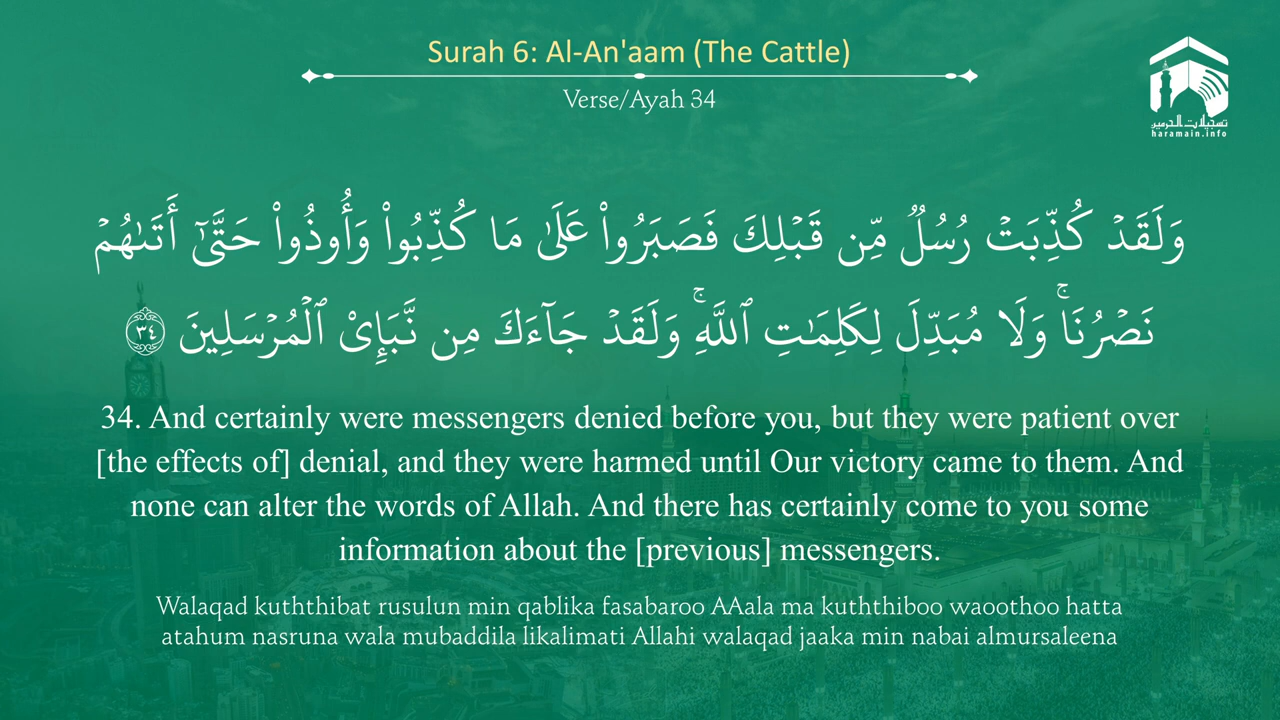 Surah 6: Al-An'aam (The Cattle)
Verse/Ayah 34
تسجيلات الحرمين
haramain.info
وَلَقَدۡ كُذِّبَتۡ رُسُلٌۭ مِّن قَبۡلِكَ فَصَبَرُوا۟ عَلَىٰ مَا كُذِّبُوا۟ وَأُوذُوا۟ حَتَّىٰٓ أَتَىٰهُمۡ
نَصۡرُنَاۚ وَلَا مُبَدِّلَ لِكَلِمَـٰتِ ٱللَّهِۚ وَلَقَدۡ جَآءَكَ مِن نَّبَإِى۟ ٱلۡمُرۡسَلِينَ ٣٤
34. And certainly were messengers denied before you, but they were patient over
[the effects of] denial, and they were harmed until Our victory came to them. And
none can alter the words of Allah. And there has certainly come to you some
information about the [previous] messengers.
Walaqad kuththibat rusulun min qablika fasabaroo AAala ma kuththiboo waoothoo hatta
atahum nasruna wala mubaddila likalimati Allahi walaqad jaaka min nabai almursaleena